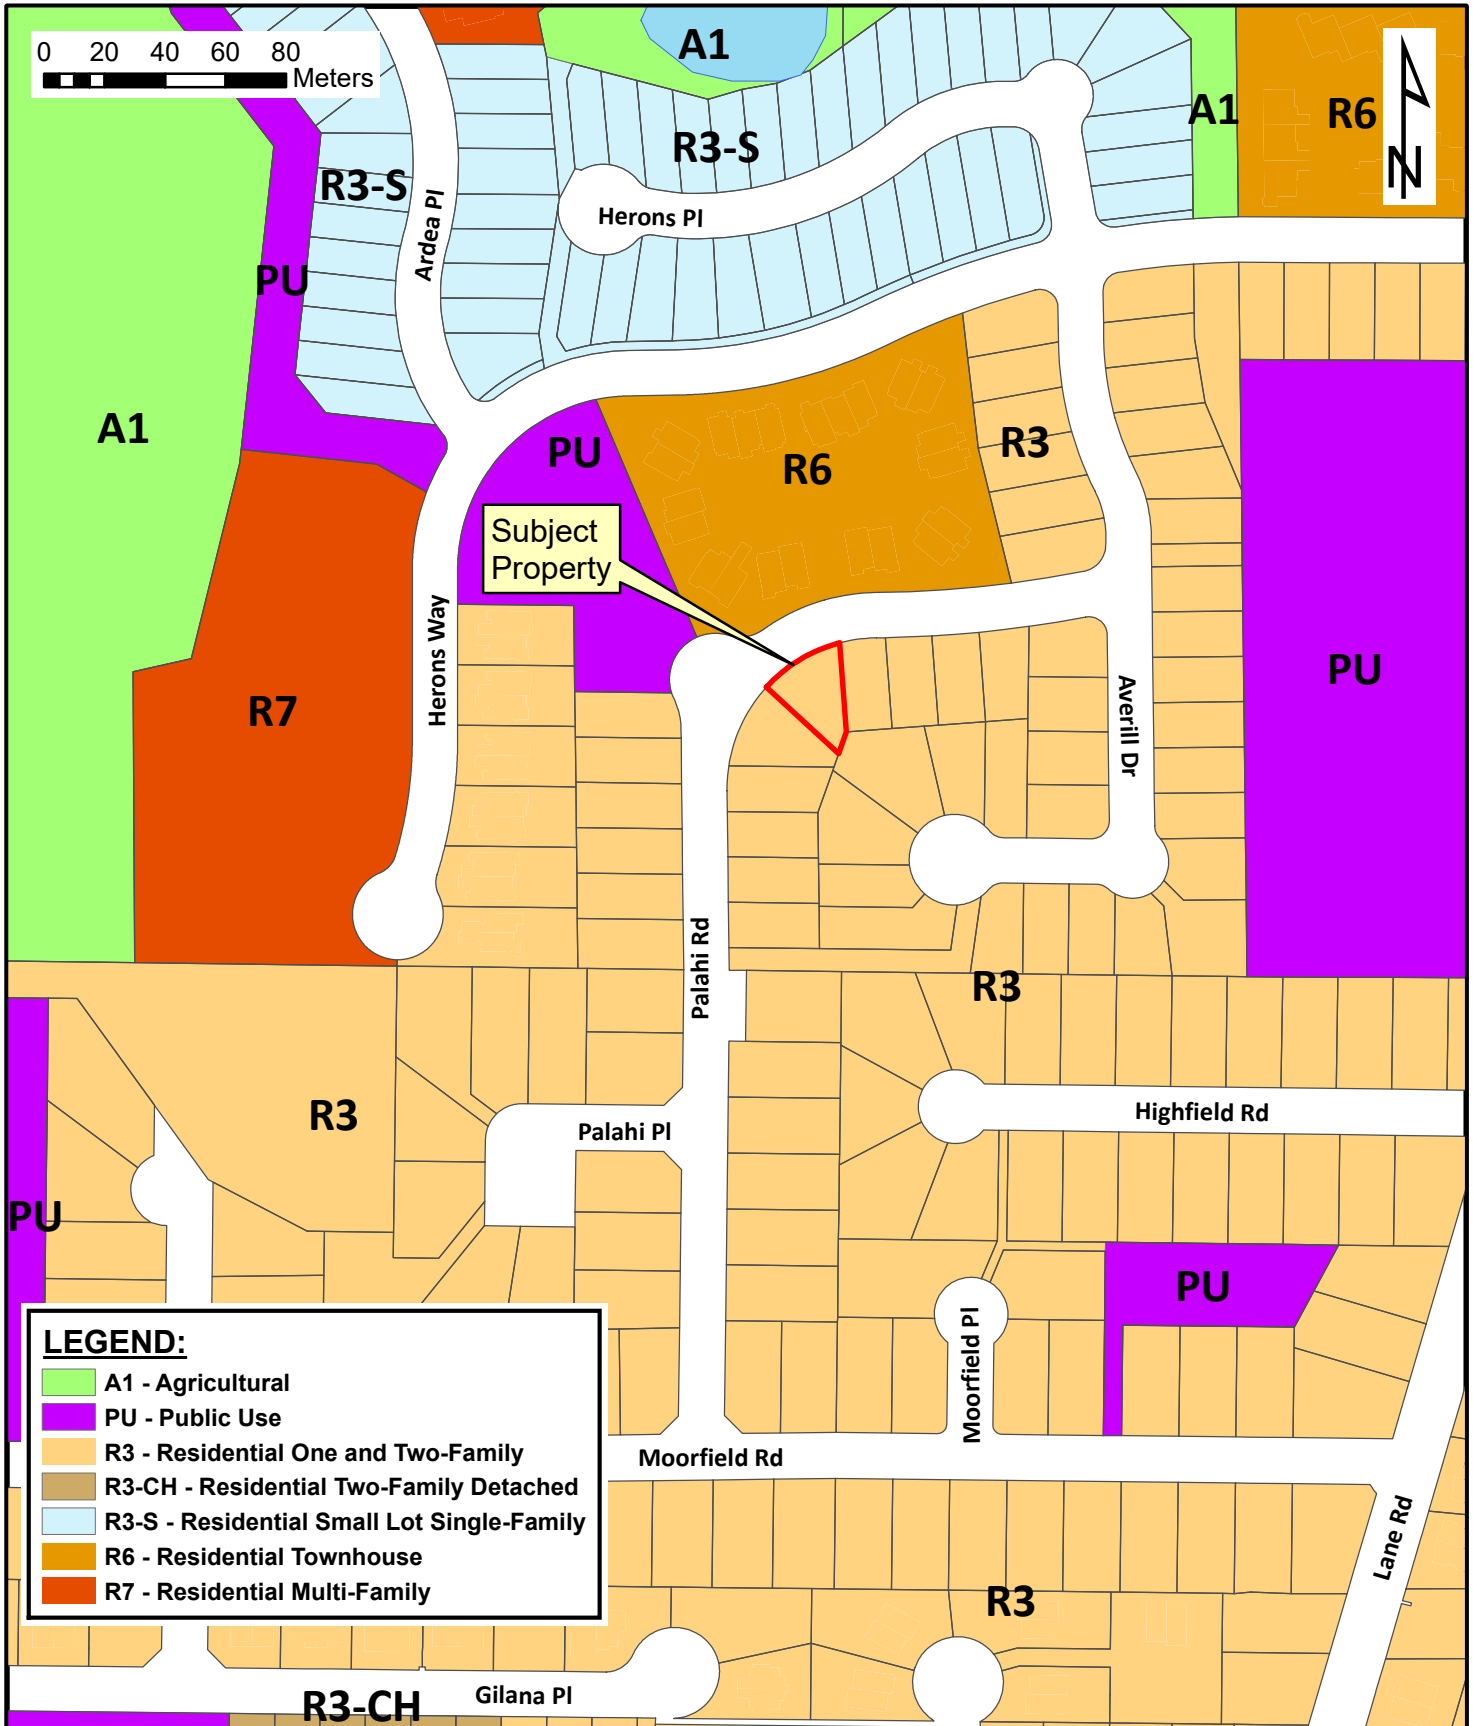 0 20 40 60 80
Meters
A1
A1
R6
N
R3-S
R3-S
Herons Pl
Ardea Pl
PU
A1
PU
R6
R3
Subject
Property
Herons Way
R7
Averill Dr
PU
Palahi Rd
R3
R3
Palahi Pl
Highfield Rd
PU
PU
Moorfield Pl
LEGEND:
A1 - Agricultural
PU - Public Use
R3 - Residential One and Two-Family
R3-CH - Residential Two-Family Detached
R3-S - Residential Small Lot Single-Family
R6 - Residential Townhouse
R7 - Residential Multi-Family
Moorfield Rd
Lane Rd
R3
Gilana Pl
R3-CH